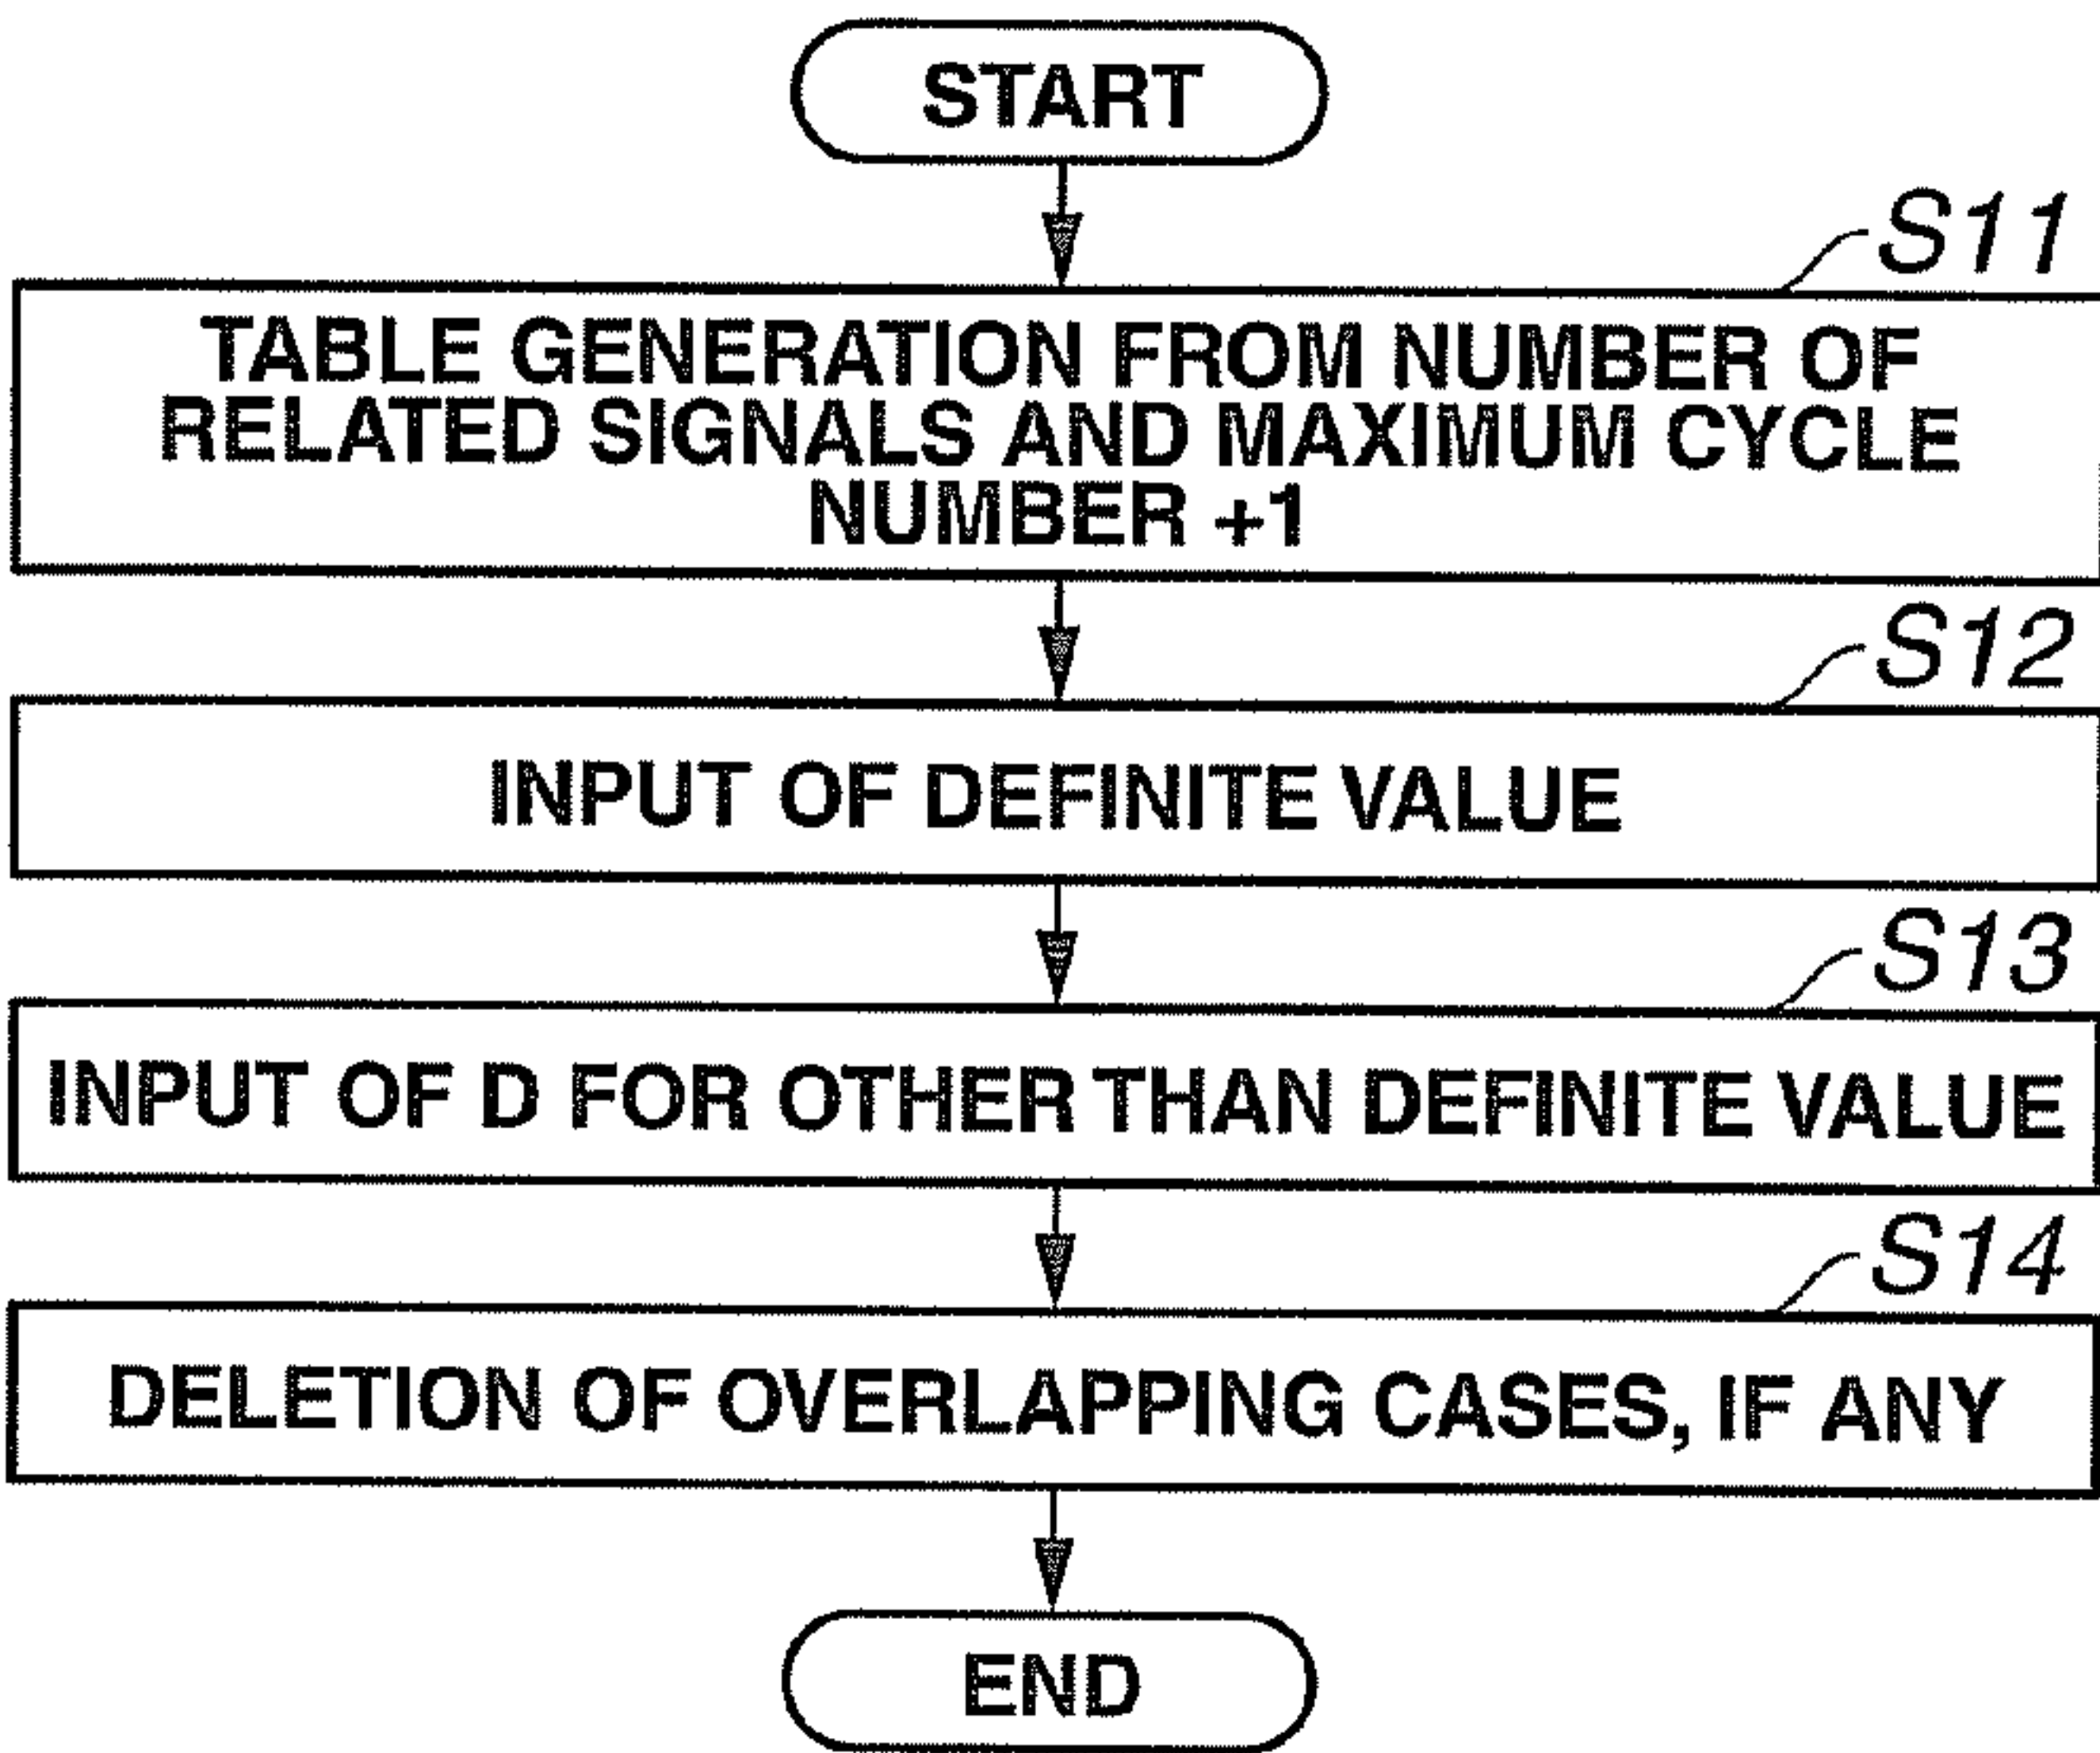 START
S11
TABLE GENERATION FROM NUMBER OF
RELATED SIGNALS AND MAXIMUM CYCLE
NUMBER +1
S12
INPUT OF DEFINITE VALUE
S13
INPUT OF D FOR OTHER THAN DEFINITE VALUE
S14
DELETION OF OVERLAPPING CASES, IF ANY
END